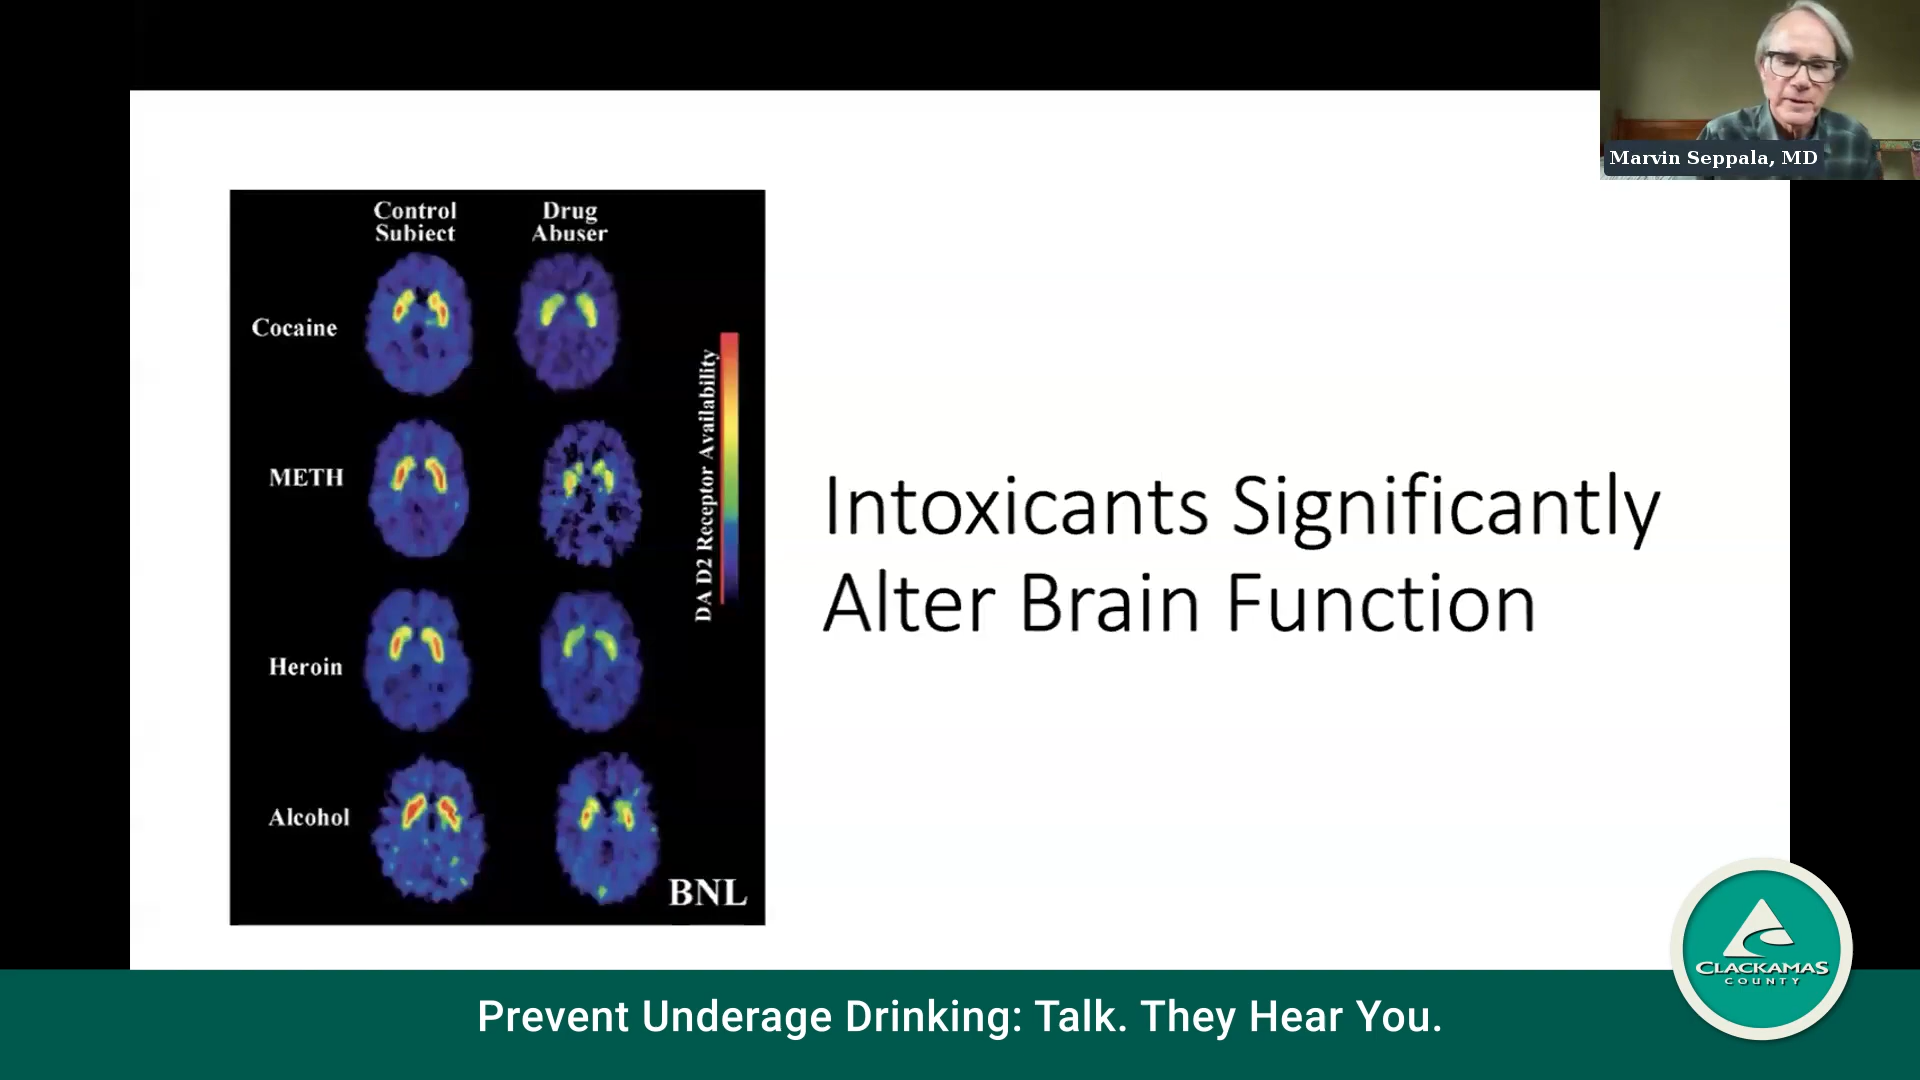 Marvin Seppala, MD
Control
Subiect
Drug
Abuser
Cocaine
METH
Heroin
Alcohol
DA D2 Receptor Availability
BNL
Intoxicants Significantly
Alter Brain Function
CLACKAMAS
COUNTY
Prevent Underage Drinking: Talk. They Hear You.